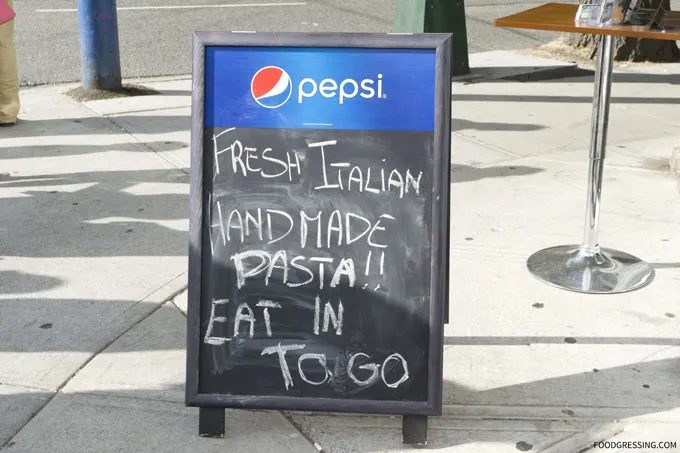 pepsi
FRESH ITALIAN
HANDMADE
PASTA!!
EAT IN
TO GO
FOODGRESSING.COM